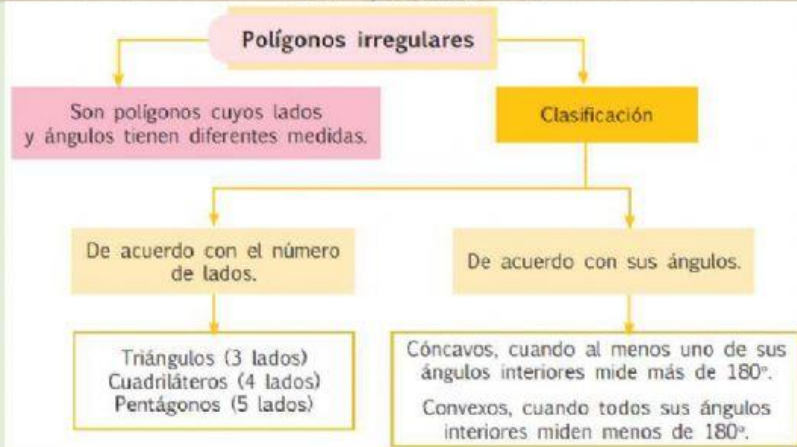 Polígonos irregulares
Son polígonos cuyos lados
y ángulos tienen diferentes medidas.
Clasificación
De acuerdo con el número
de lados.
De acuerdo con sus ángulos.
Triángulos (3 lados)
Cuadriláteros (4 lados)
Pentágonos (5 lados)
Cóncavos, cuando al menos uno de sus
ángulos interiores mide más de 180º.
Convexos, cuando todos sus ángulos
interiores miden menos de 180º.